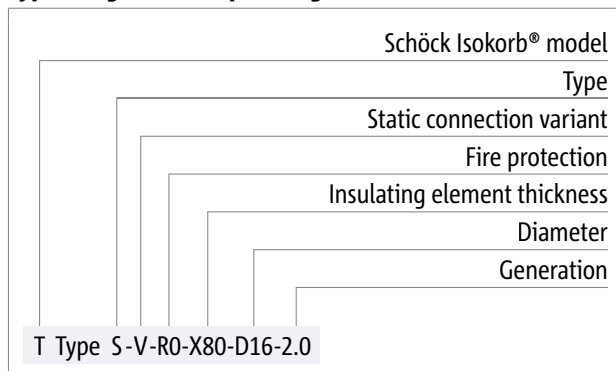 Schöck Isokorb® model
Type
Static connection variant
Fire protection
Insulating element thickness
Diameter
Generation
T Type S-V-R0-X80-D16-2.0